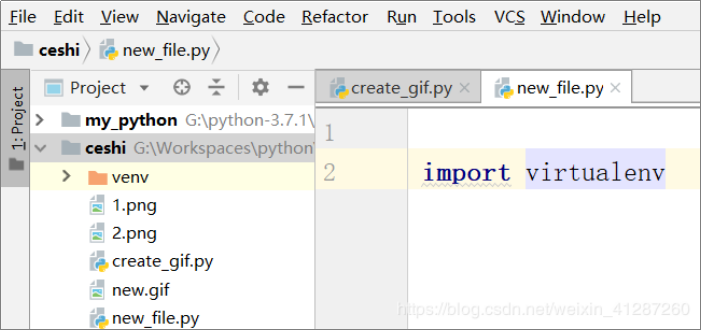 File Edit View Navigate Code Refactor Run Tools VCS Window Help
ceshi new_file.py
1: Project
Project
create_gif.py new_file.py
my_python G:\python-3.7.1\
ceshi G:\Workspaces\python\
venv
1.png
2.png
create_gif.py
new.gif
new_file.py
1
2 import virtualenv
https://blog.csdn.net/weixin_41287260